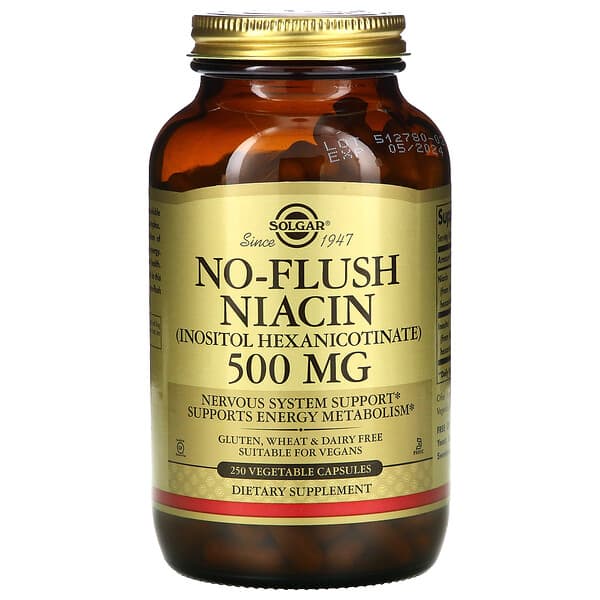 LOT 512780-0
EXP 05/2024
SOLGAR
Since 1947
NO-FLUSH
NIACIN
(INOSITOL HEXANICOTINATE)
500 MG
NERVOUS SYSTEM SUPPORT*
SUPPORTS ENERGY METABOLISM*
GLUTEN, WHEAT & DAIRY FREE
SUITABLE FOR VEGANS
250 VEGETABLE CAPSULES
DIETARY SUPPLEMENT